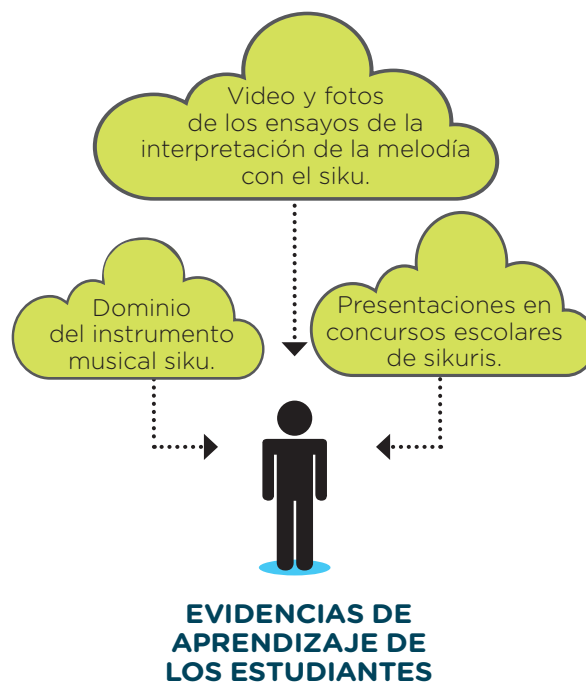 Video y fotos
de los ensayos de la
interpretación de la melodía
con el siku.
Dominio
del instrumento
musical siku.
Presentaciones en
concursos escolares
de sikuris.
EVIDENCIAS DE
APRENDIZAJE DE
LOS ESTUDIANTES